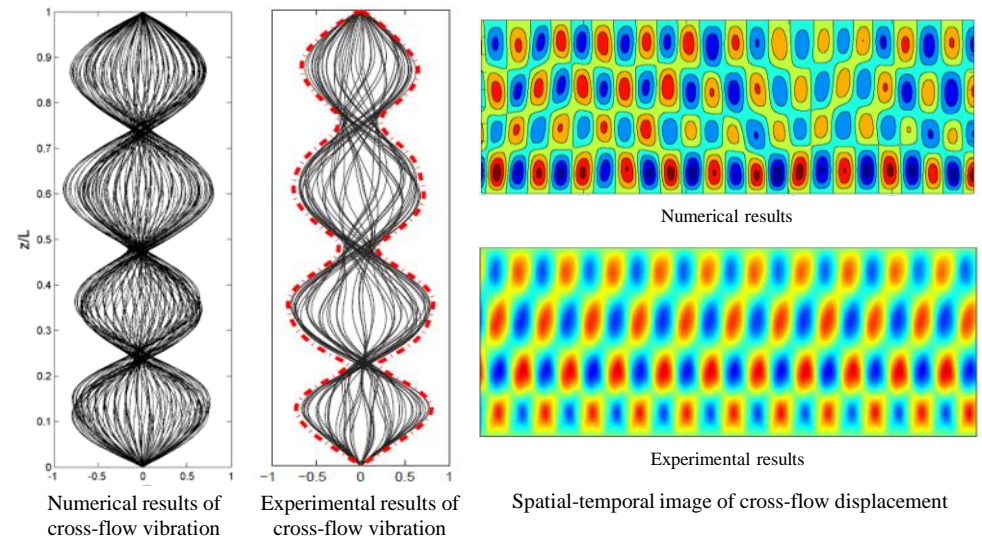 1
0.9
0.8
0.7
0.6
0.5
0.4
0.3
0.2
0.1
0
z/L
-1
-0.5
0
0.5
1
Numerical results of
cross-flow vibration
−1
−0.5
0
0.5
1
Experimental results of
cross-flow vibration
Numerical results
Experimental results
Spatial-temporal image of cross-flow displacement